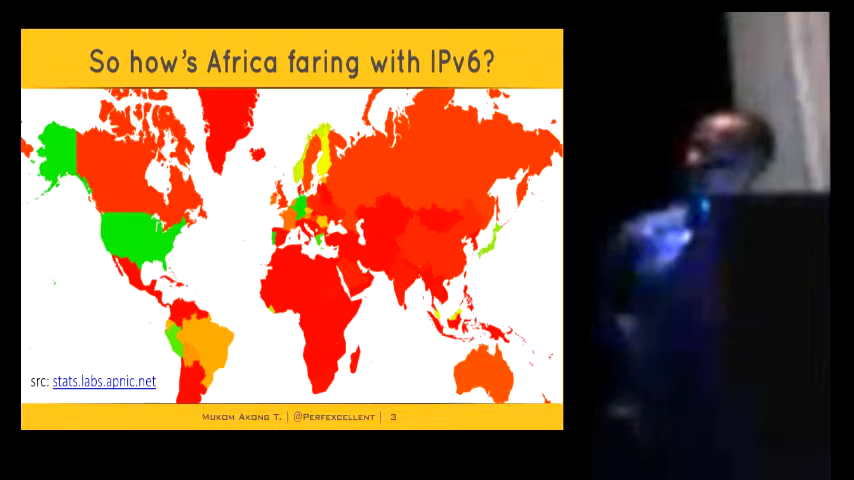 So how's Africa faring with IPv6?
src: stats.labs.apnic.net
Mukom Akong T. | @Perfexcellent | 3